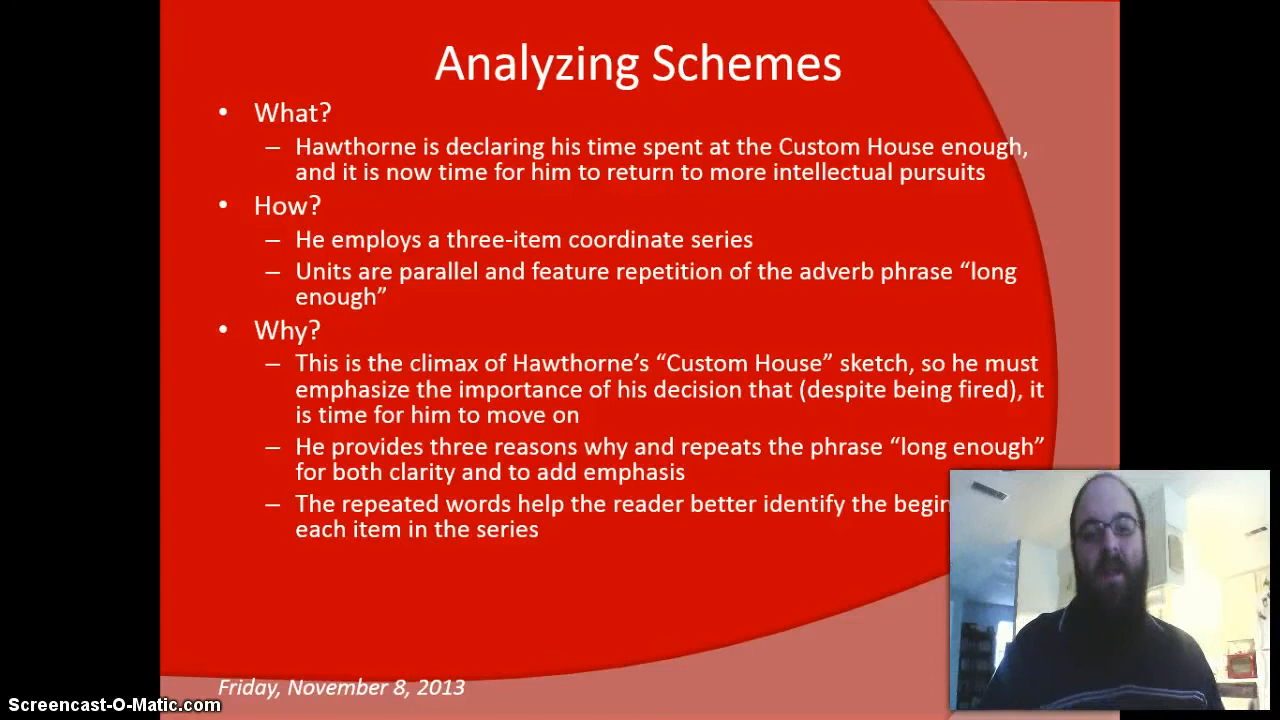 Analyzing Schemes
• What?
– Hawthorne is declaring his time spent at the Custom House enough,
and it is now time for him to return to more intellectual pursuits
• How?
– He employs a three-item coordinate series
– Units are parallel and feature repetition of the adverb phrase “long
enough”
• Why?
– This is the climax of Hawthorne’s “Custom House” sketch, so he must
emphasize the importance of his decision that (despite being fired), it
is time for him to move on
– He provides three reasons why and repeats the phrase “long enough”
for both clarity and to add emphasis
– The repeated words help the reader better identify the begin
each item in the series
Friday, November 8, 2013
Screencast-O-Matic.com